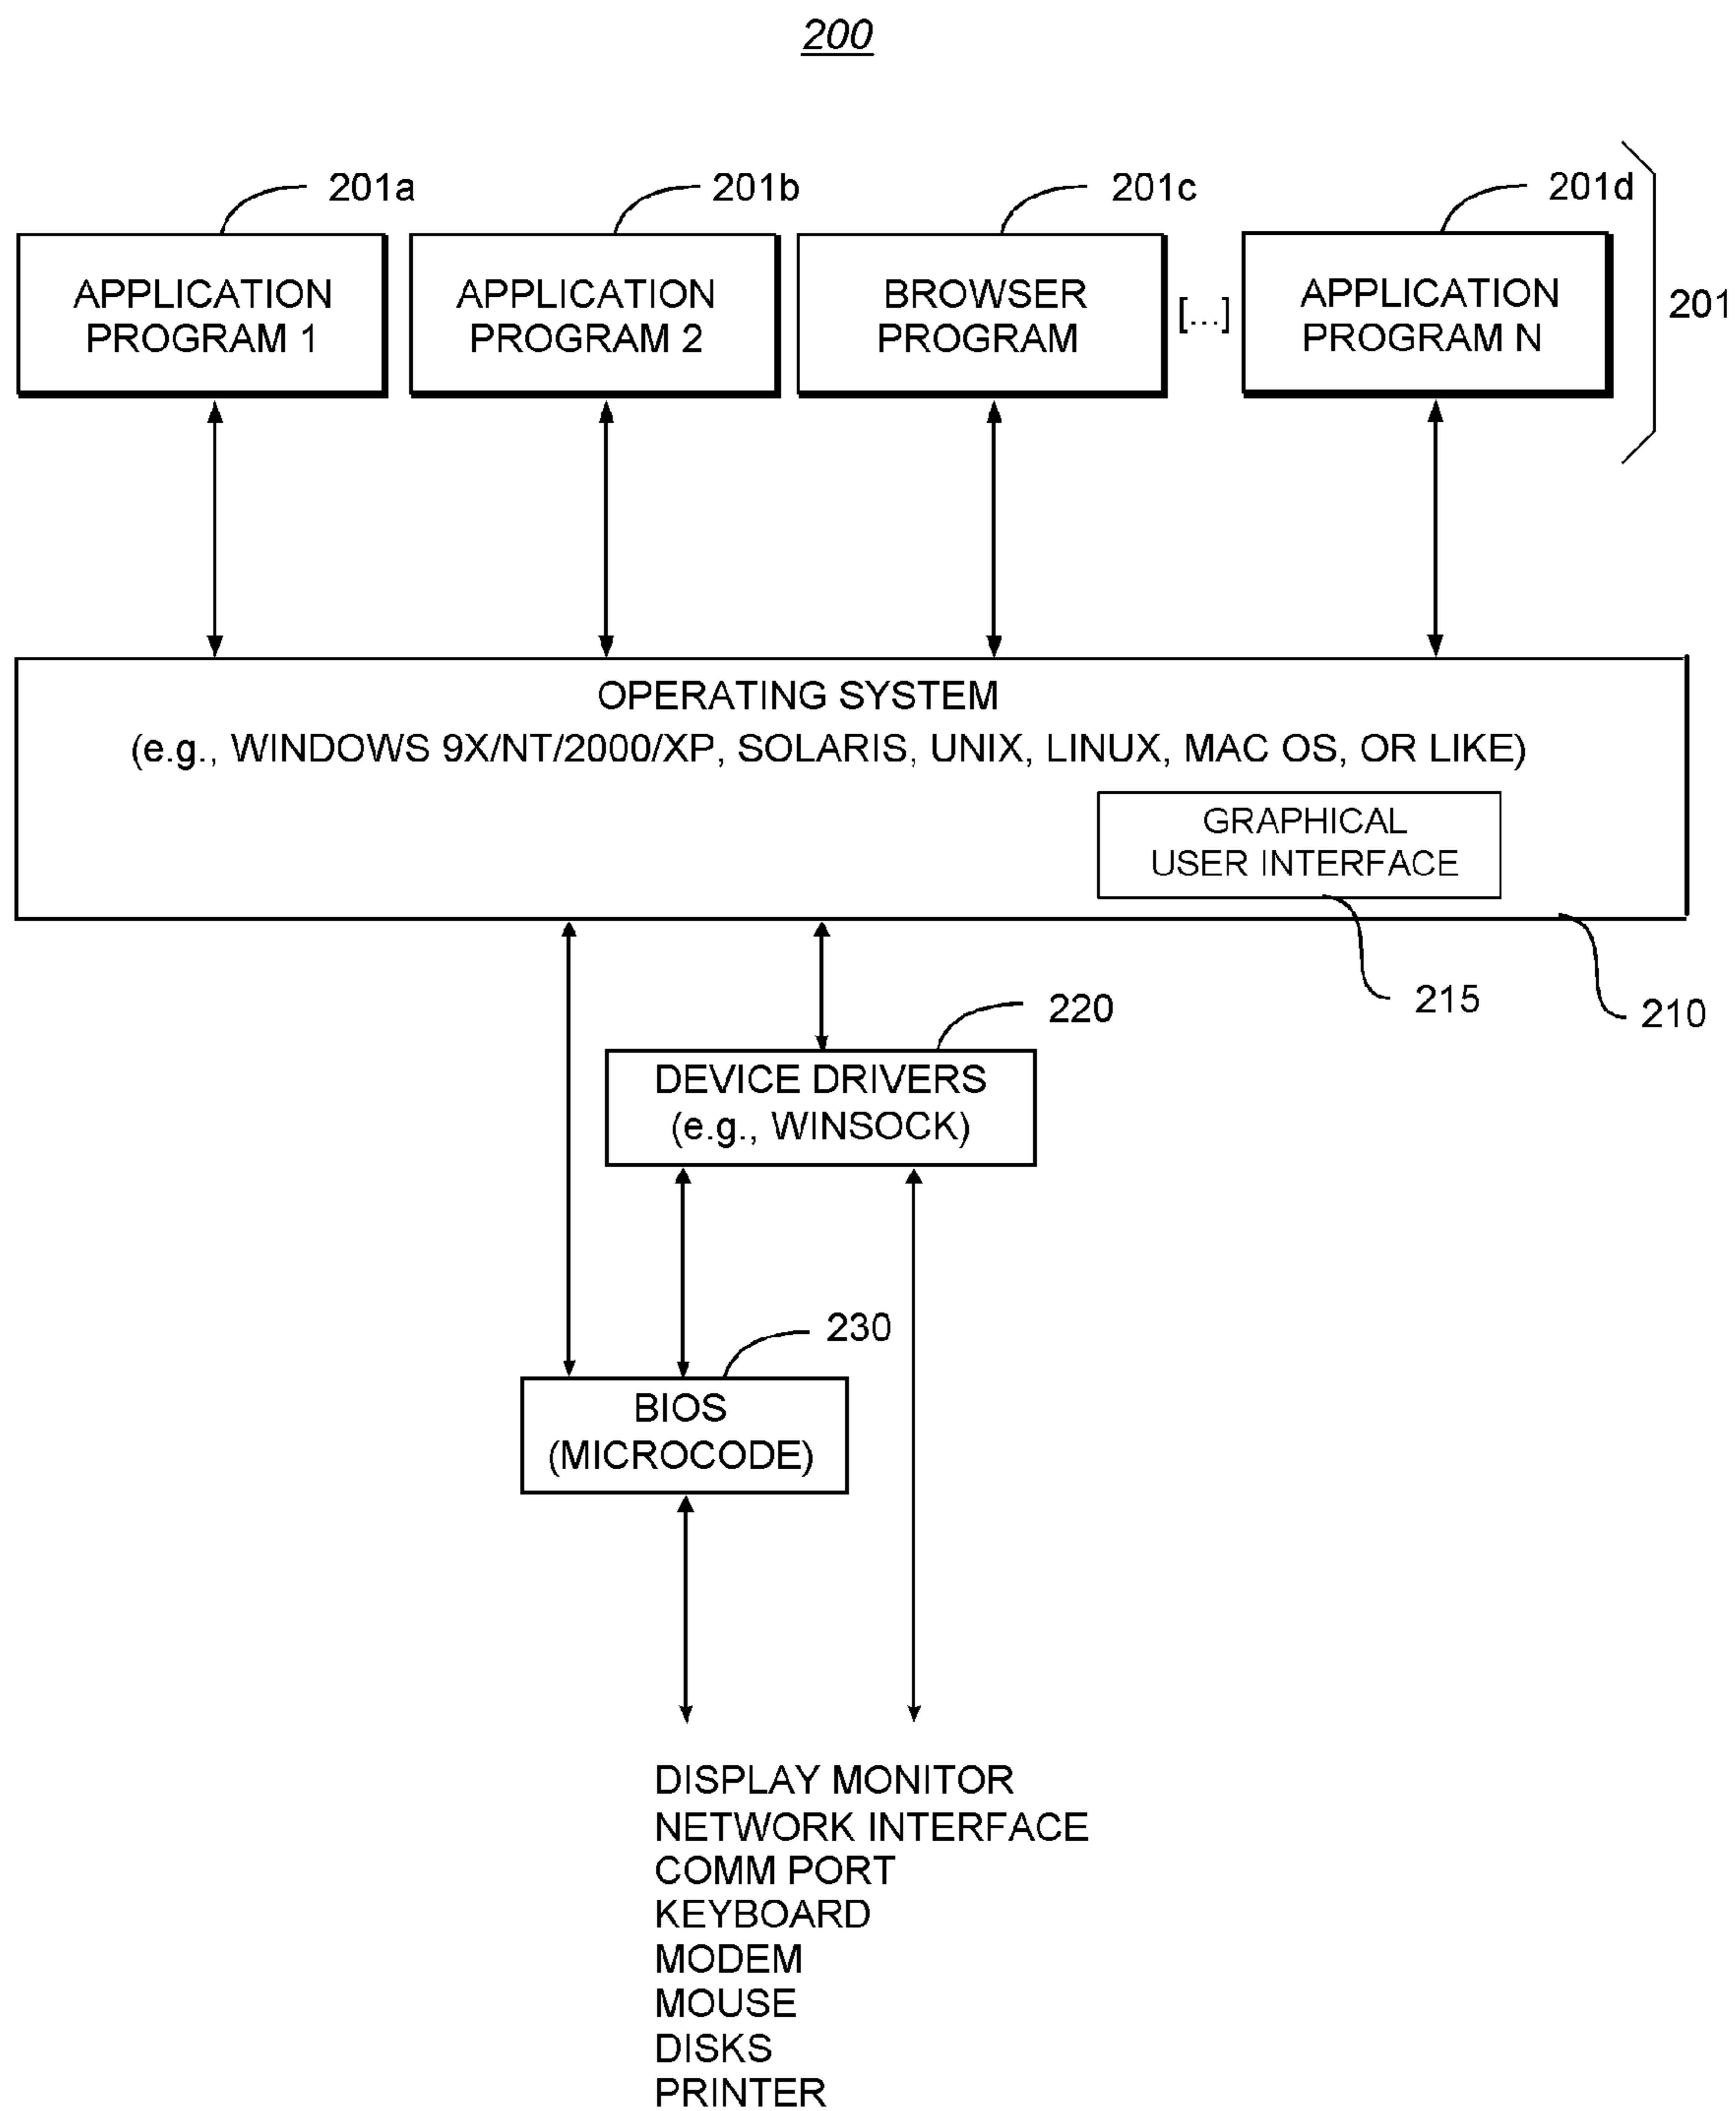 200
201a
201b
201c
201d
APPLICATION
PROGRAM 1
APPLICATION
PROGRAM 2
BROWSER
PROGRAM
[...]
APPLICATION
PROGRAM N
201
OPERATING SYSTEM
(e.g., WINDOWS 9X/NT/2000/XP, SOLARIS, UNIX, LINUX, MAC OS, OR LIKE)
GRAPHICAL
USER INTERFACE
215
210
220
DEVICE DRIVERS
(e.g., WINSOCK)
230
BIOS
(MICROCODE)
DISPLAY MONITOR
NETWORK INTERFACE
COMM PORT
KEYBOARD
MODEM
MOUSE
DISKS
PRINTER